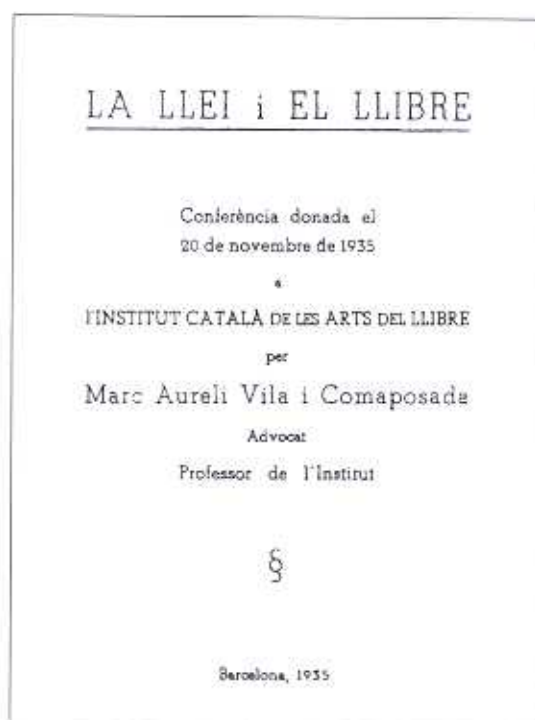 LA LLEI i EL LLIBRE
Conferència donada el
20 de novembre de 1935
a
l'INSTITUT CATALÀ DE LES ARTS DEL LLIBRE
per
Marc Aureli Vila i Comaposada
Advocat
Professor de l'Institut
§
Barcelona, 1935